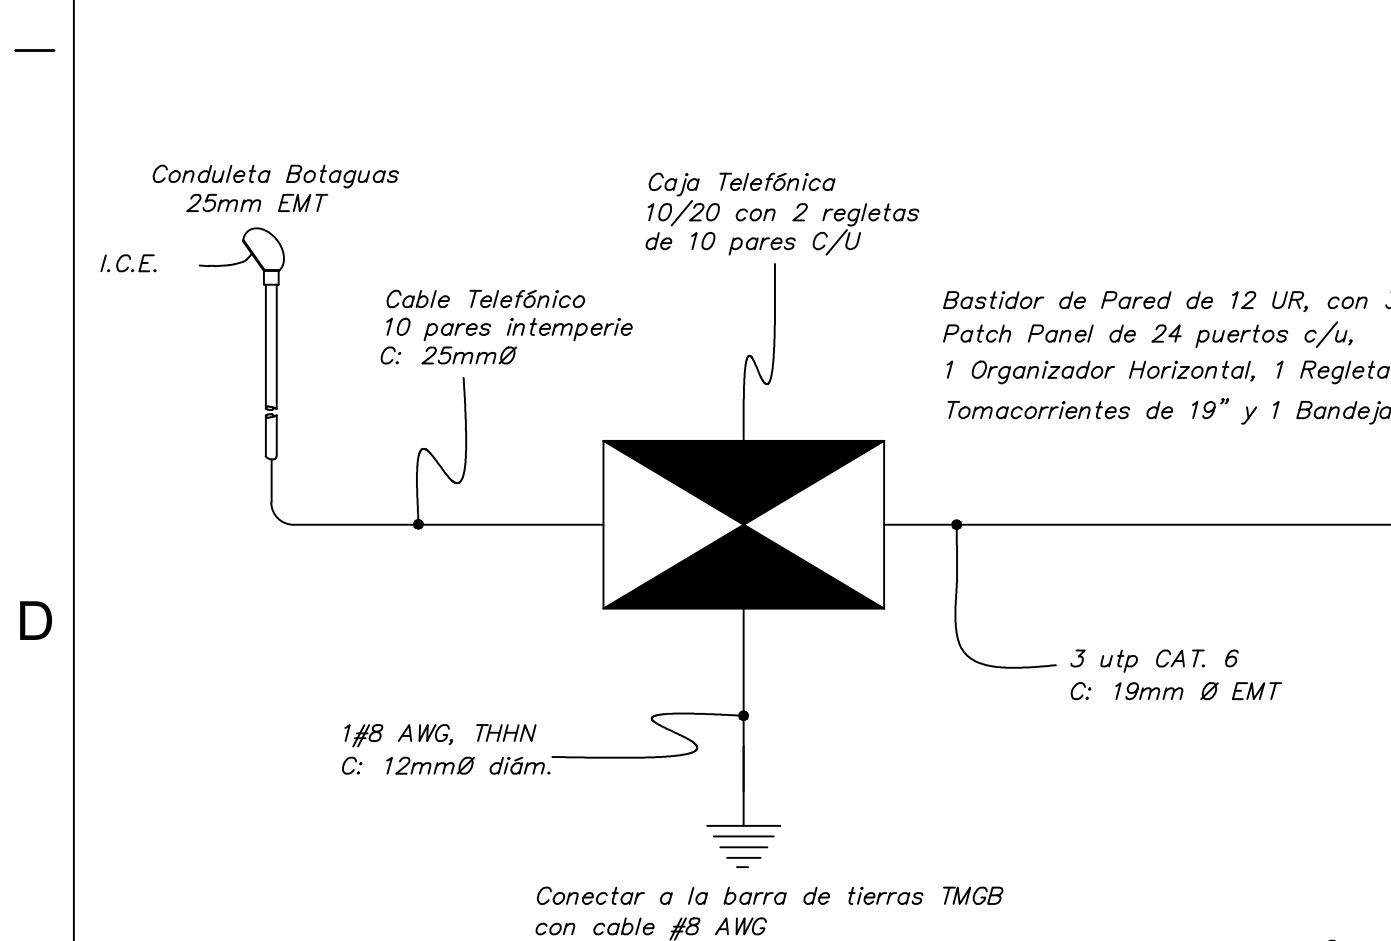 Conduleta Botaguas
25mm EMT
I.C.E.
Cable Telefónico
10 pares intemperie
C: 25mmØ
Caja Telefónica
10/20 con 2 regletas
de 10 pares C/U
Bastidor de Pared de 12 UR, con
Patch Panel de 24 puertos c/u,
1 Organizador Horizontal, 1 Regleta
Tomacorrientes de 19" y 1 Bandeja
D
3 utp CAT. 6
C: 19mm Ø EMT
1#8 AWG, THHN
C: 12mmØ diám.
Conectar a la barra de tierras TMGB
con cable #8 AWG